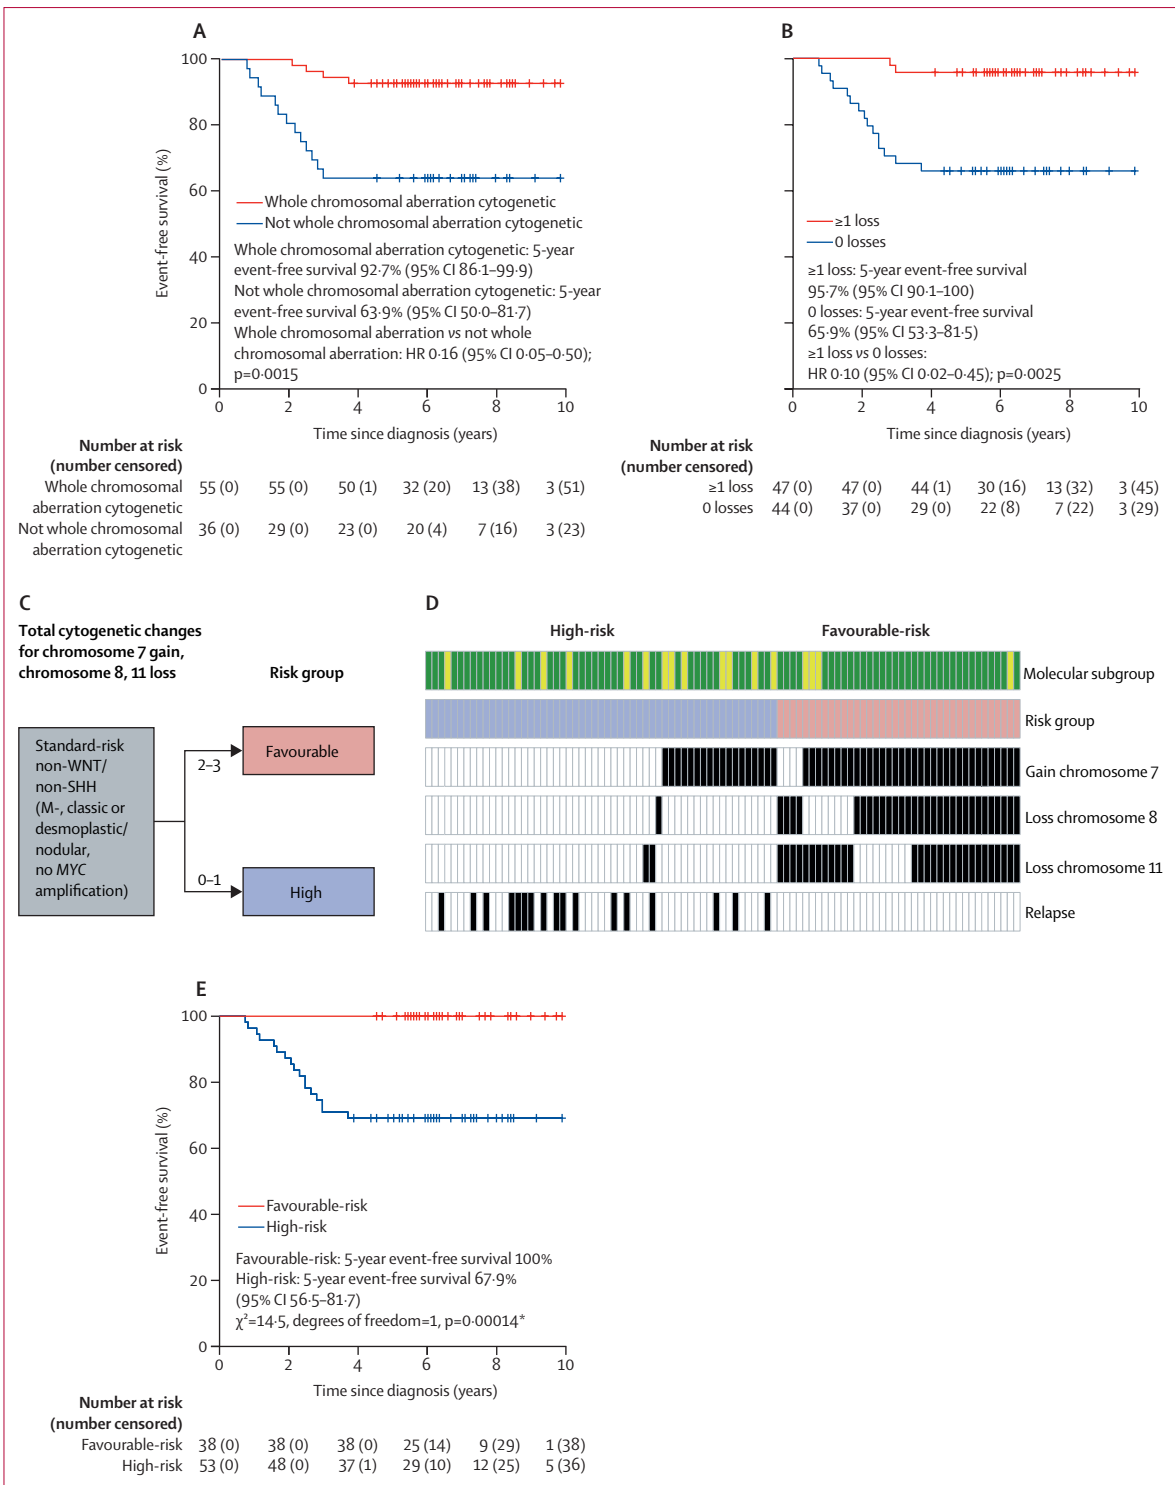 A
100
80
60
40
20
0
Event-free survival (%)
Whole chromosomal aberration cytogenetic
Not whole chromosomal aberration cytogenetic
Whole chromosomal aberration cytogenetic: 5-year
event-free survival 92·7% (95% CI 86·1–99·9)
Not whole chromosomal aberration cytogenetic: 5-year
event-free survival 63·9% (95% CI 50·0–81·7)
Whole chromosomal aberration vs not whole
chromosomal aberration: HR 0·16 (95% CI 0·05–0·50);
p=0·0015
0 2 4 6 8 10
Time since diagnosis (years)
Number at risk
(number censored)
Whole chromosomal
aberration cytogenetic
55 (0) 55 (0) 50 (1) 32 (20) 13 (38) 3 (51)
Not whole chromosomal
aberration cytogenetic
36 (0) 29 (0) 23 (0) 20 (4) 7 (16) 3 (23)
B
≥1 loss
0 losses
≥1 loss: 5-year event-free survival
95·7% (95% CI 90·1–100)
0 losses: 5-year event-free survival
65·9% (95% CI 53·3–81·5)
≥1 loss vs 0 losses:
HR 0·10 (95% CI 0·02–0·45); p=0·0025
0 2 4 6 8 10
Time since diagnosis (years)
Number at risk
(number censored)
≥1 loss 47 (0) 47 (0) 44 (1) 30 (16) 13 (32) 3 (45)
0 losses 44 (0) 37 (0) 29 (0) 22 (8) 7 (22) 3 (29)
C
Total cytogenetic changes
for chromosome 7 gain,
chromosome 8, 11 loss
Risk group
Standard-risk
non-WNT/
non-SHH
(M-, classic or
desmoplastic/
nodular,
no MYC
amplification)
2–3
Favourable
0–1
High
D
High-risk
Favourable-risk
Molecular subgroup
Risk group
Gain chromosome 7
Loss chromosome 8
Loss chromosome 11
Relapse
E
100
80
60
40
20
0
Event-free survival (%)
Favourable-risk
High-risk
Favourable-risk: 5-year event-free survival 100%
High-risk: 5-year event-free survival 67·9%
(95% CI 56·5–81·7)
χ²=14·5, degrees of freedom=1, p=0·00014*
0 2 4 6 8 10
Time since diagnosis (years)
Number at risk
(number censored)
Favourable-risk 38 (0) 38 (0) 38 (0) 25 (14) 9 (29) 1 (38)
High-risk 53 (0) 48 (0) 37 (1) 29 (10) 12 (25) 5 (36)